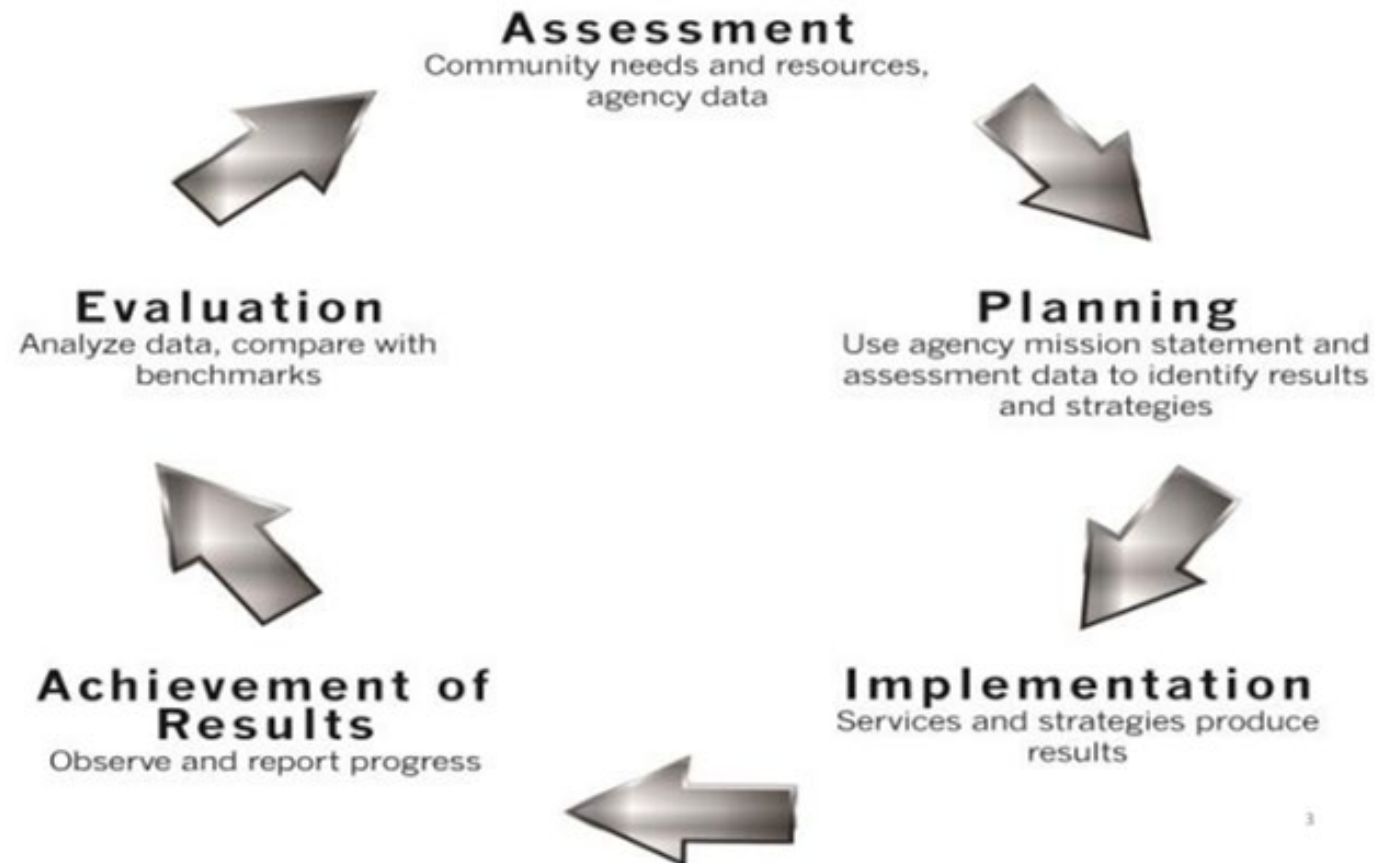 Assessment
Community needs and resources,
agency data
Planning
Use agency mission statement and
assessment data to identify results
and strategies
Implementation
Services and strategies produce
results
Achievement of
Results
Observe and report progress
Evaluation
Analyze data, compare with
benchmarks
3